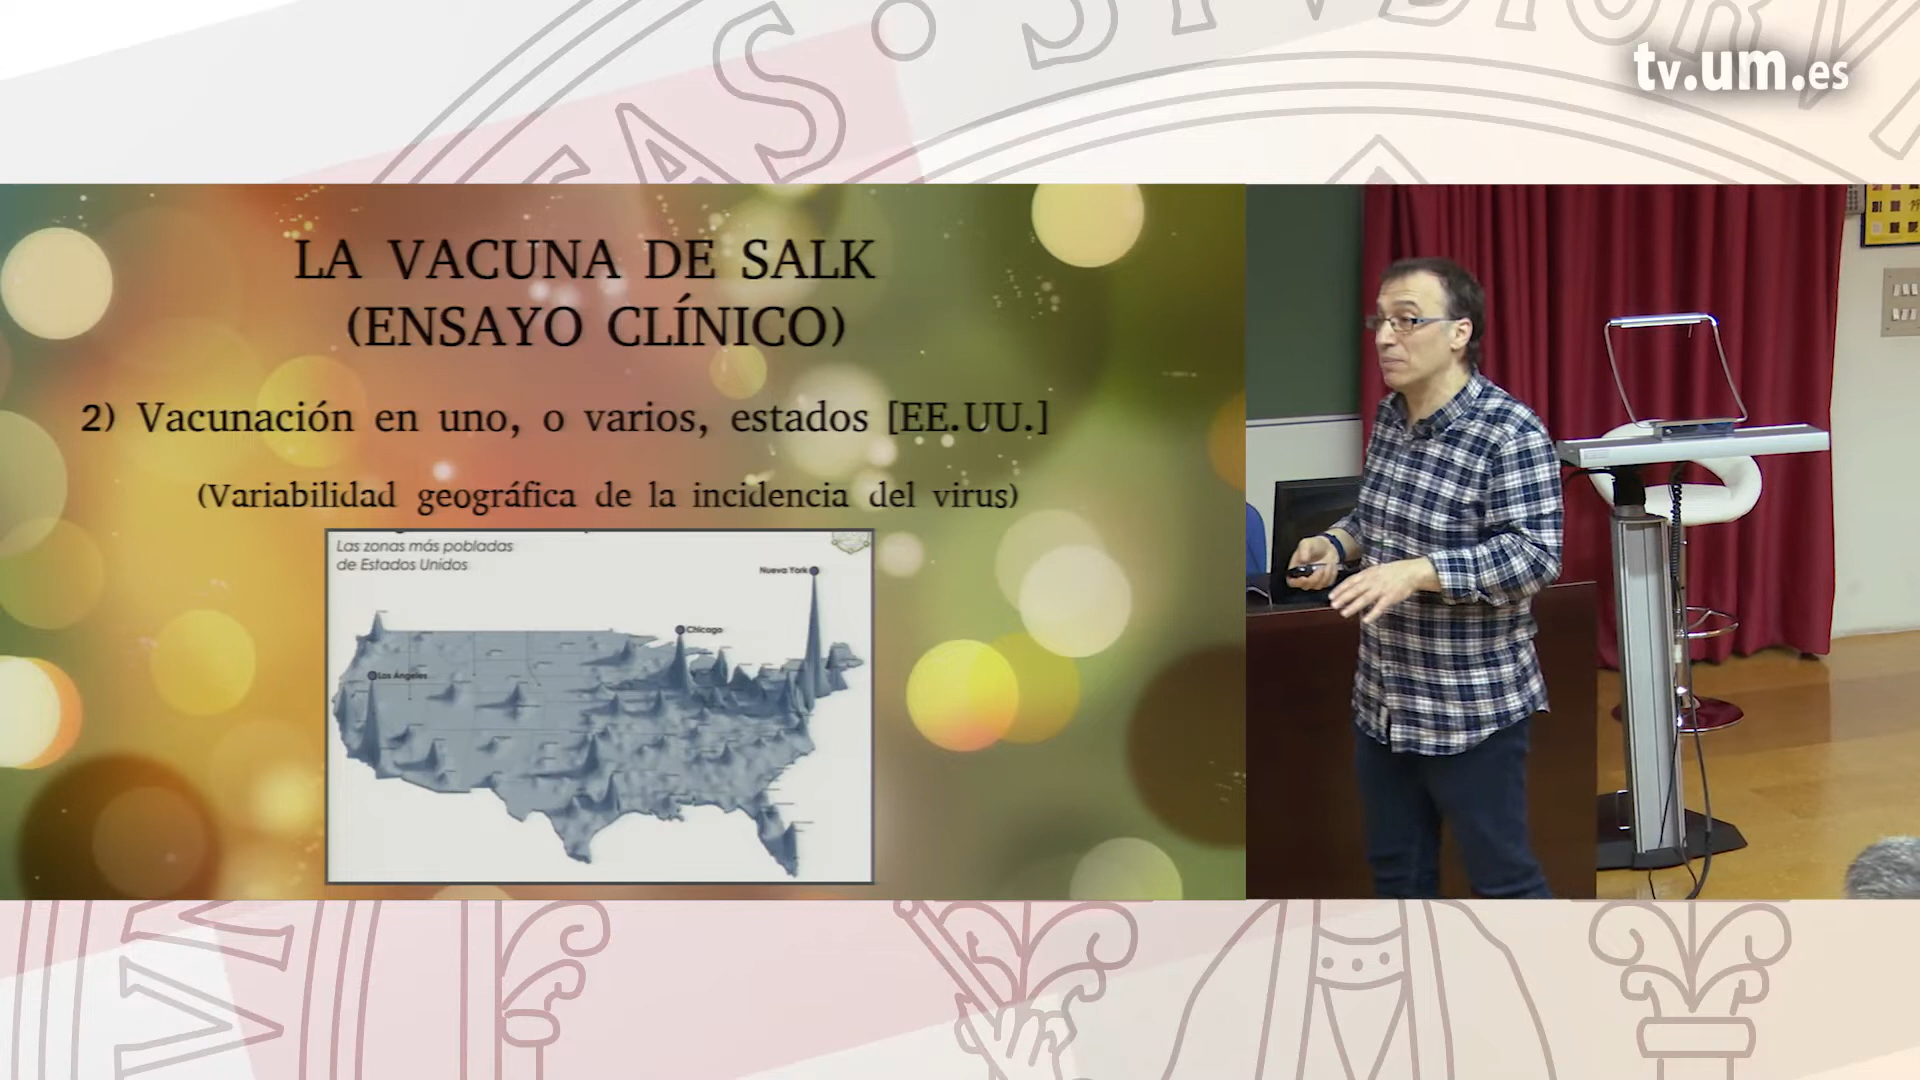 tv.um.es
LA VACUNA DE SALK
(ENSAYO CLÍNICO)
2) Vacunación en uno, o varios, estados [EE.UU.]
(Variabilidad geográfica de la incidencia del virus)
Las zonas más pobladas
de Estados Unidos
Nueva York
Chicago
Los Ángeles